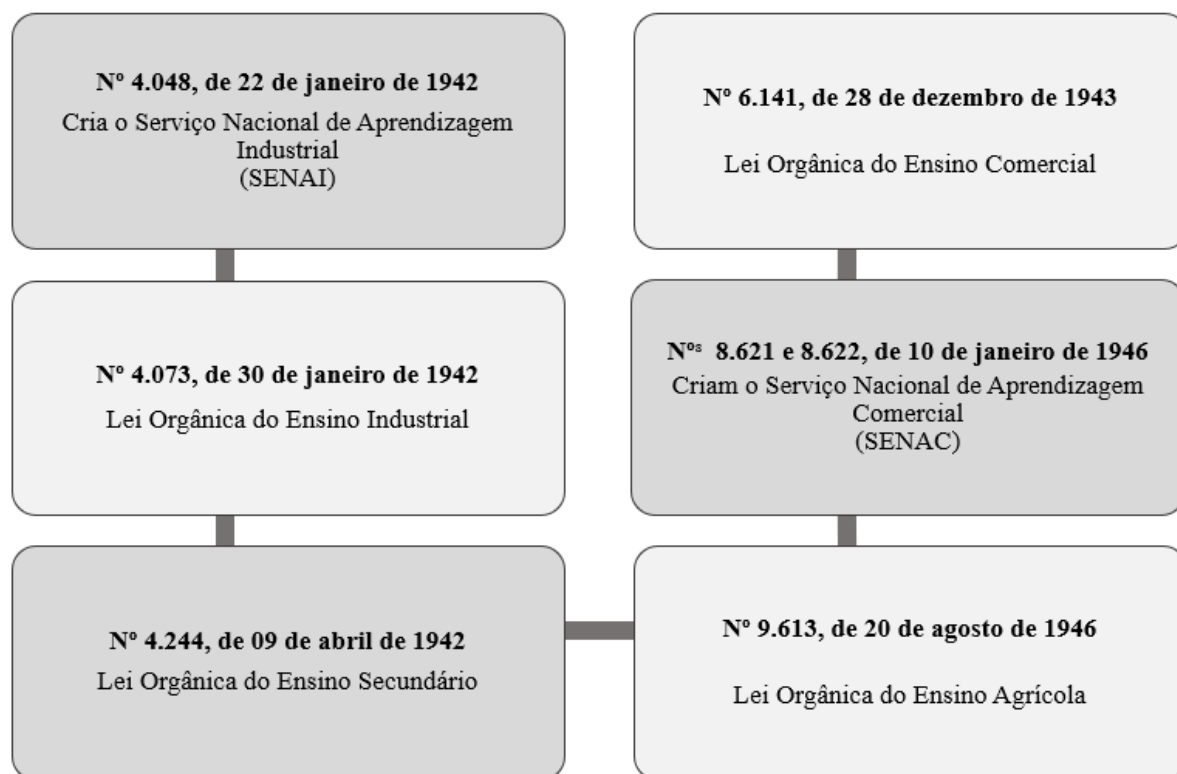 Nº 4.048, de 22 de janeiro de 1942
Cria o Serviço Nacional de Aprendizagem
Industrial
(SENAI)
Nº 4.073, de 30 de janeiro de 1942
Lei Orgânica do Ensino Industrial
Nº 4.244, de 09 de abril de 1942
Lei Orgânica do Ensino Secundário
Nº 6.141, de 28 de dezembro de 1943
Lei Orgânica do Ensino Comercial
Nºˢ 8.621 e 8.622, de 10 de janeiro de 1946
Criam o Serviço Nacional de Aprendizagem
Comercial
(SENAC)
Nº 9.613, de 20 de agosto de 1946
Lei Orgânica do Ensino Agrícola